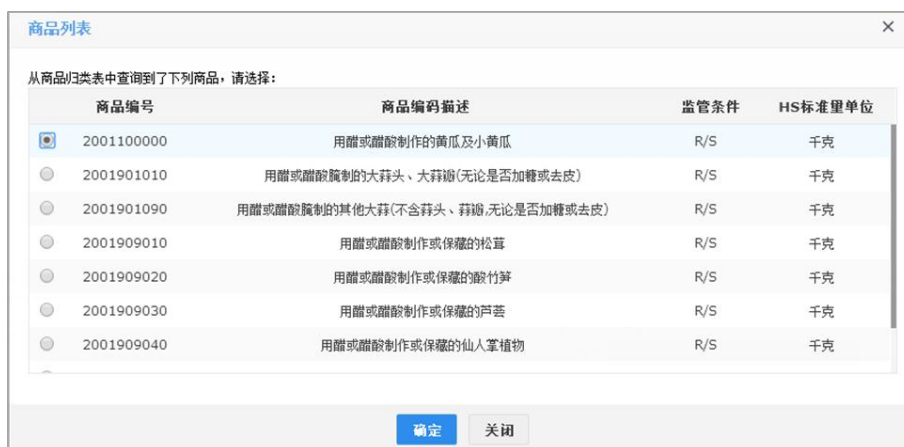 商品列表 ×
从商品归类表中查询到了下列商品，请选择：
商品编号 商品编码描述 监管条件 HS标准里单位
2001100000 用醋或醋酸制作的黄瓜及小黄瓜 R/S 千克
2001901010 用醋或醋酸腌制的大蒜头、大蒜瓣(无论是否加糖或去皮) R/S 千克
2001901090 用醋或醋酸腌制的其他大蒜(不含蒜头、蒜瓣,无论是否加糖或去皮) R/S 千克
2001909010 用醋或醋酸制作或保藏的松茸 R/S 千克
2001909020 用醋或醋酸制作或保藏的酸竹笋 R/S 千克
2001909030 用醋或醋酸制作或保藏的芦荟 R/S 千克
2001909040 用醋或醋酸制作或保藏的仙人掌植物 R/S 千克
确定 关闭